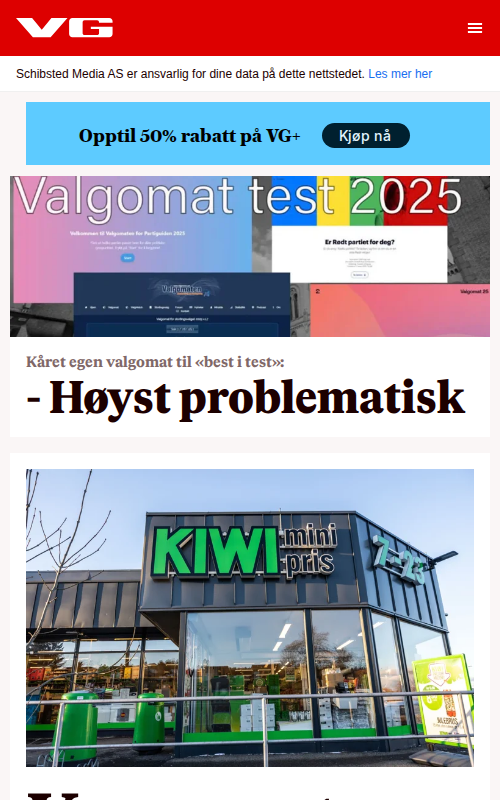 VG
Schibsted Media AS er ansvarlig for dine data på dette nettstedet. Les mer her
Opptil 50% rabatt på VG+
Kjøp nå
Valgomat test 2025
Velkommen til Valgomaten for Partiguiden 2025
Er Rødt partiet for deg?
Valgomaten
Valgomat 25
Kåret egen valgomat til «best i test»:
- Høyst problematisk
KIWI mini pris
7-23